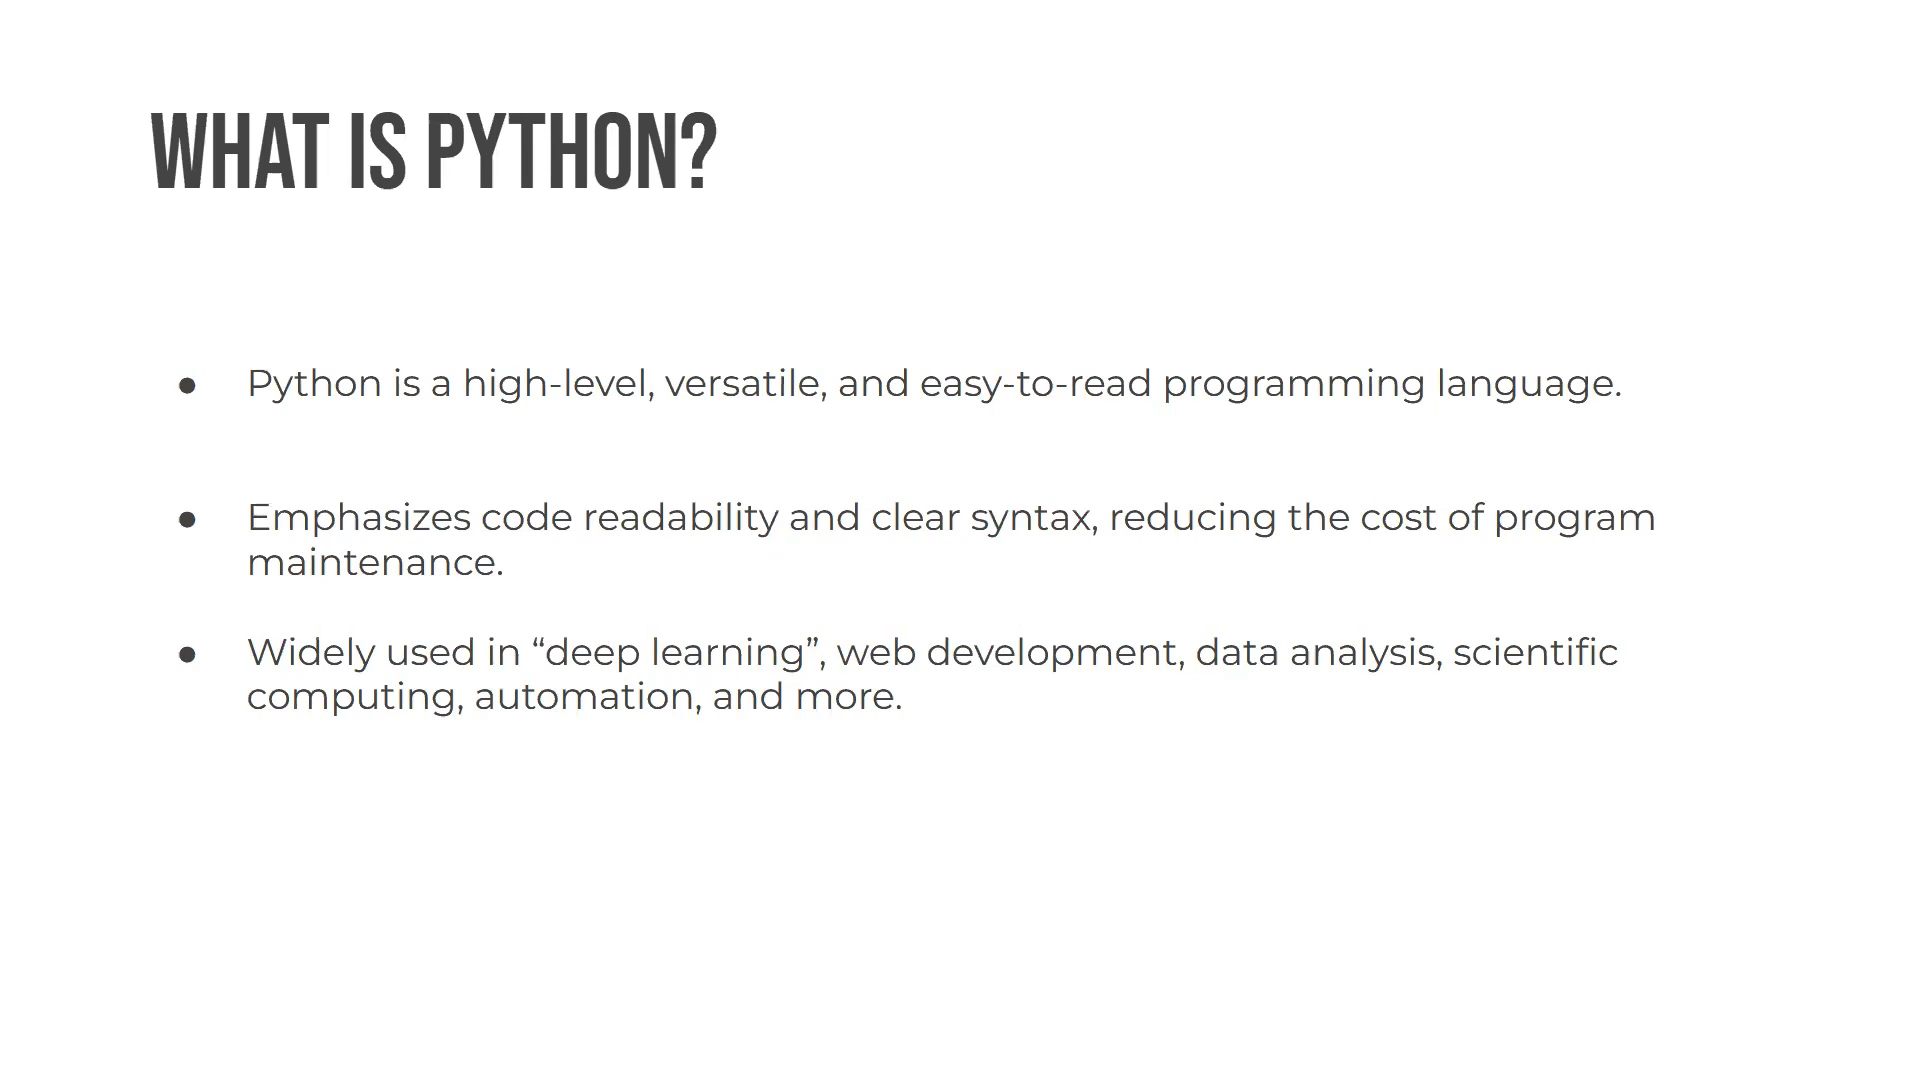 WHAT IS PYTHON?
● Python is a high-level, versatile, and easy-to-read programming language.
● Emphasizes code readability and clear syntax, reducing the cost of program
maintenance.
● Widely used in “deep learning”, web development, data analysis, scientific
computing, automation, and more.